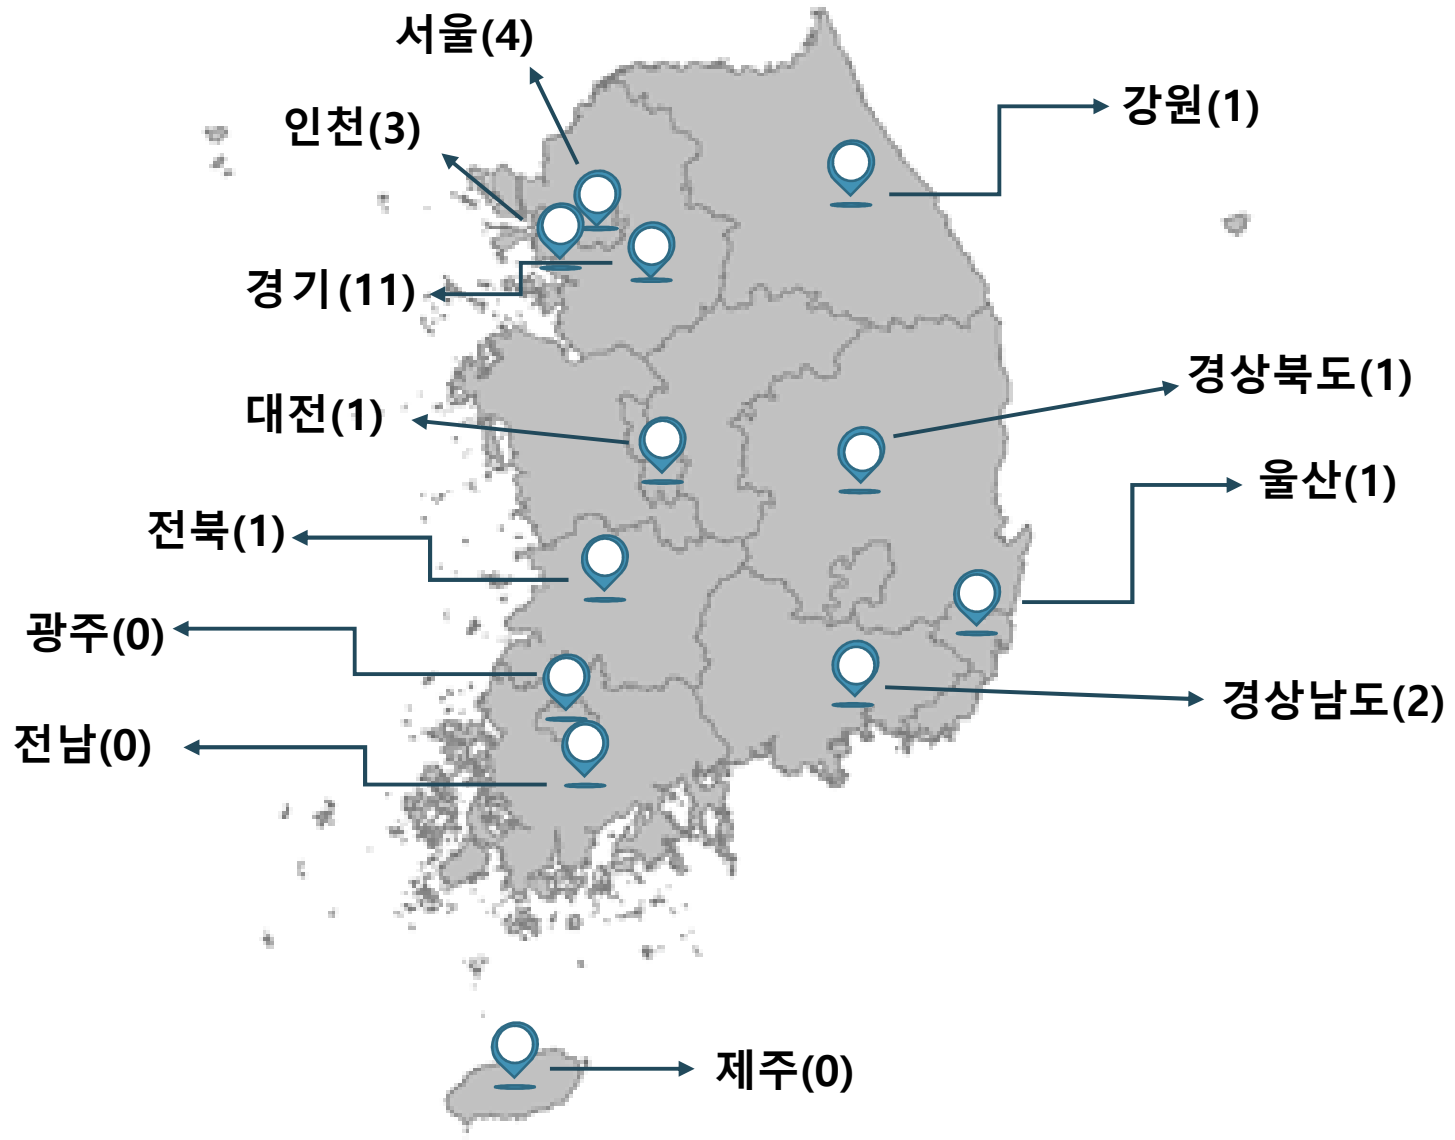 서울(4)
강원(1)
인천(3)
경기(11)
경상북도(1)
대전(1)
울산(1)
전북(1)
광주(0)
경상남도(2)
전남(0)
제주(0)